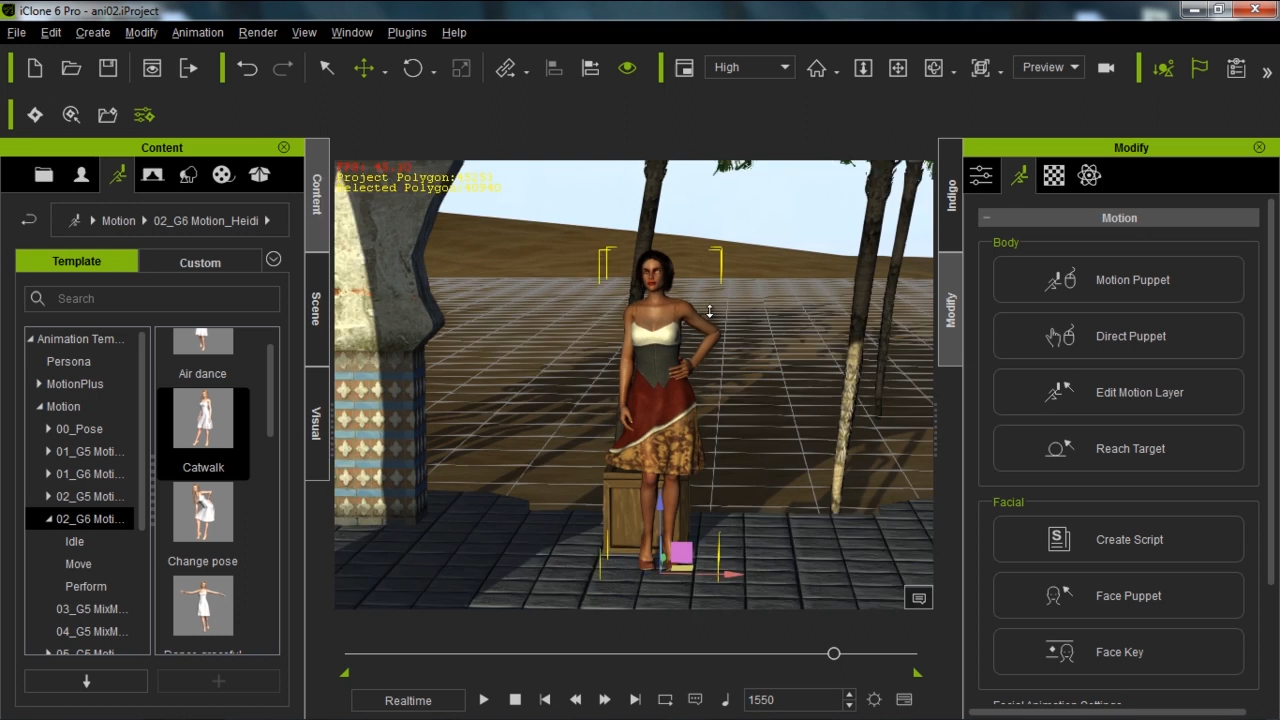 iClone 6 Pro - ani02.iProject
File Edit Create Modify Animation Render View Window Plugins Help
High
Preview
Content
Motion 02_G6 Motion_Heidi
Template Custom
Search
Animation Tem...
Persona
MotionPlus
Motion
00_Pose
01_G5 Moti...
01_G6 Moti...
02_G5 Moti...
02_G6 Moti...
Idle
Move
Perform
03_G5 MixM...
04_G5 MixM...
Air dance
Catwalk
Change pose
Content
Scene
Visual
Project Polygon:
Selected Polygon:40840
Realtime
1550
Indigo
Modify
Modify
Motion
Body
Motion Puppet
Direct Puppet
Edit Motion Layer
Reach Target
Facial
Create Script
Face Puppet
Face Key
Facial Animation Settings